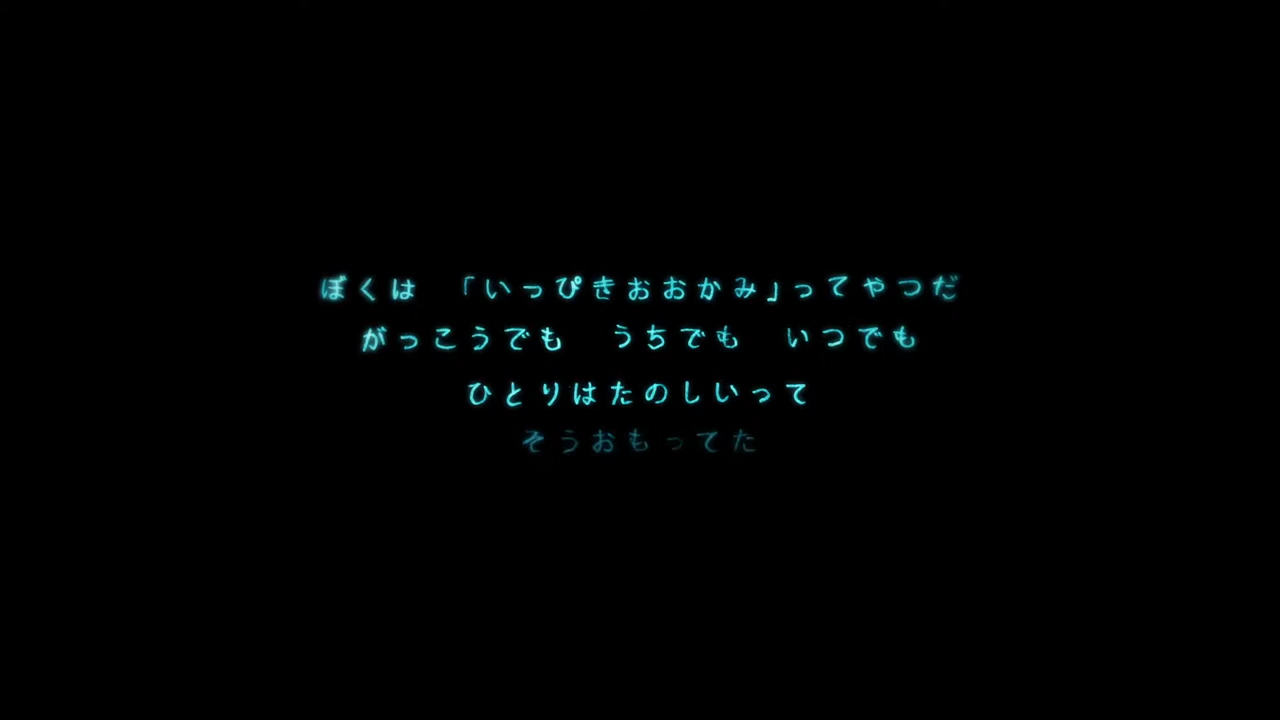 ぼくは　「いっぴきおおかみ」ってやつだ
がっこうでも　うちでも　いつでも
ひとりはたのしいって
そうおもってた